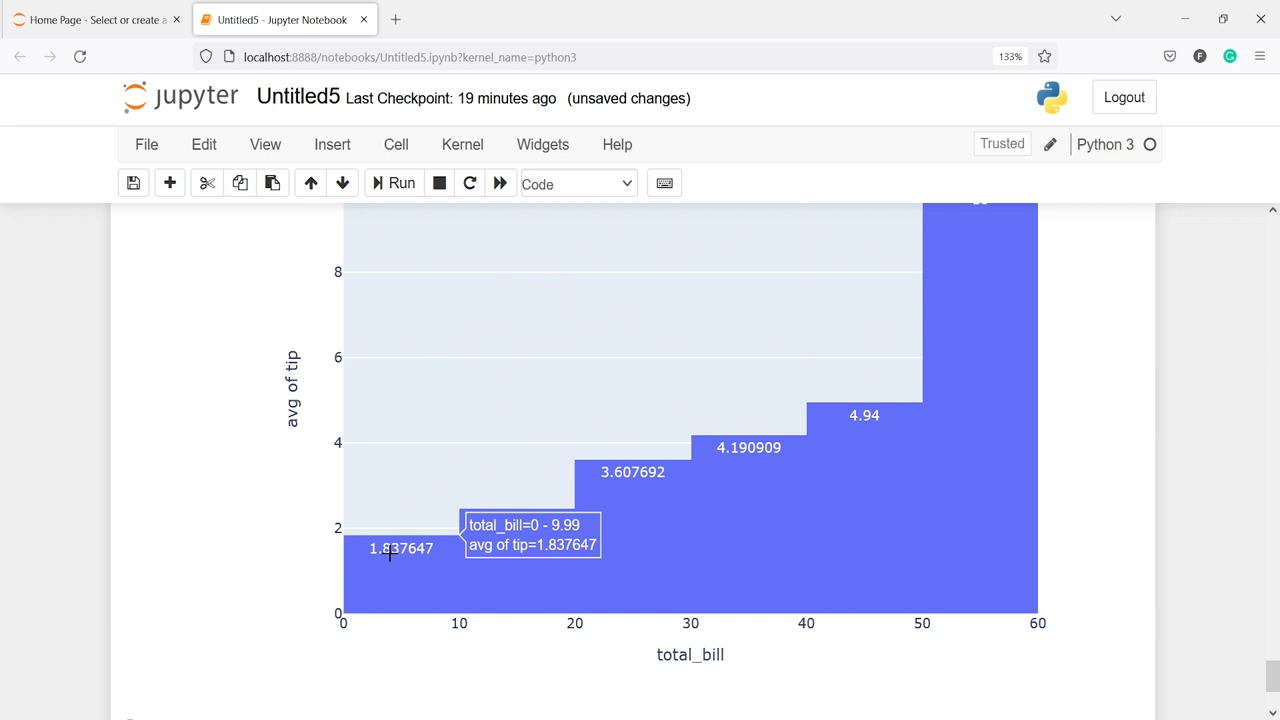 Home Page - Select or create a
Untitled5 - Jupyter Notebook
localhost:8888/notebooks/Untitled5.ipynb?kernel_name=python3
133%
jupyter
Untitled5 Last Checkpoint: 19 minutes ago (unsaved changes)
Logout
File Edit View Insert Cell Kernel Widgets Help
Trusted
Python 3
Run
Code
8
6
avg of tip
4.94
4
4.190909
3.607692
2
total_bill=0 - 9.99
avg of tip=1.837647
1.837647
0
0 10 20 30 40 50 60
total_bill